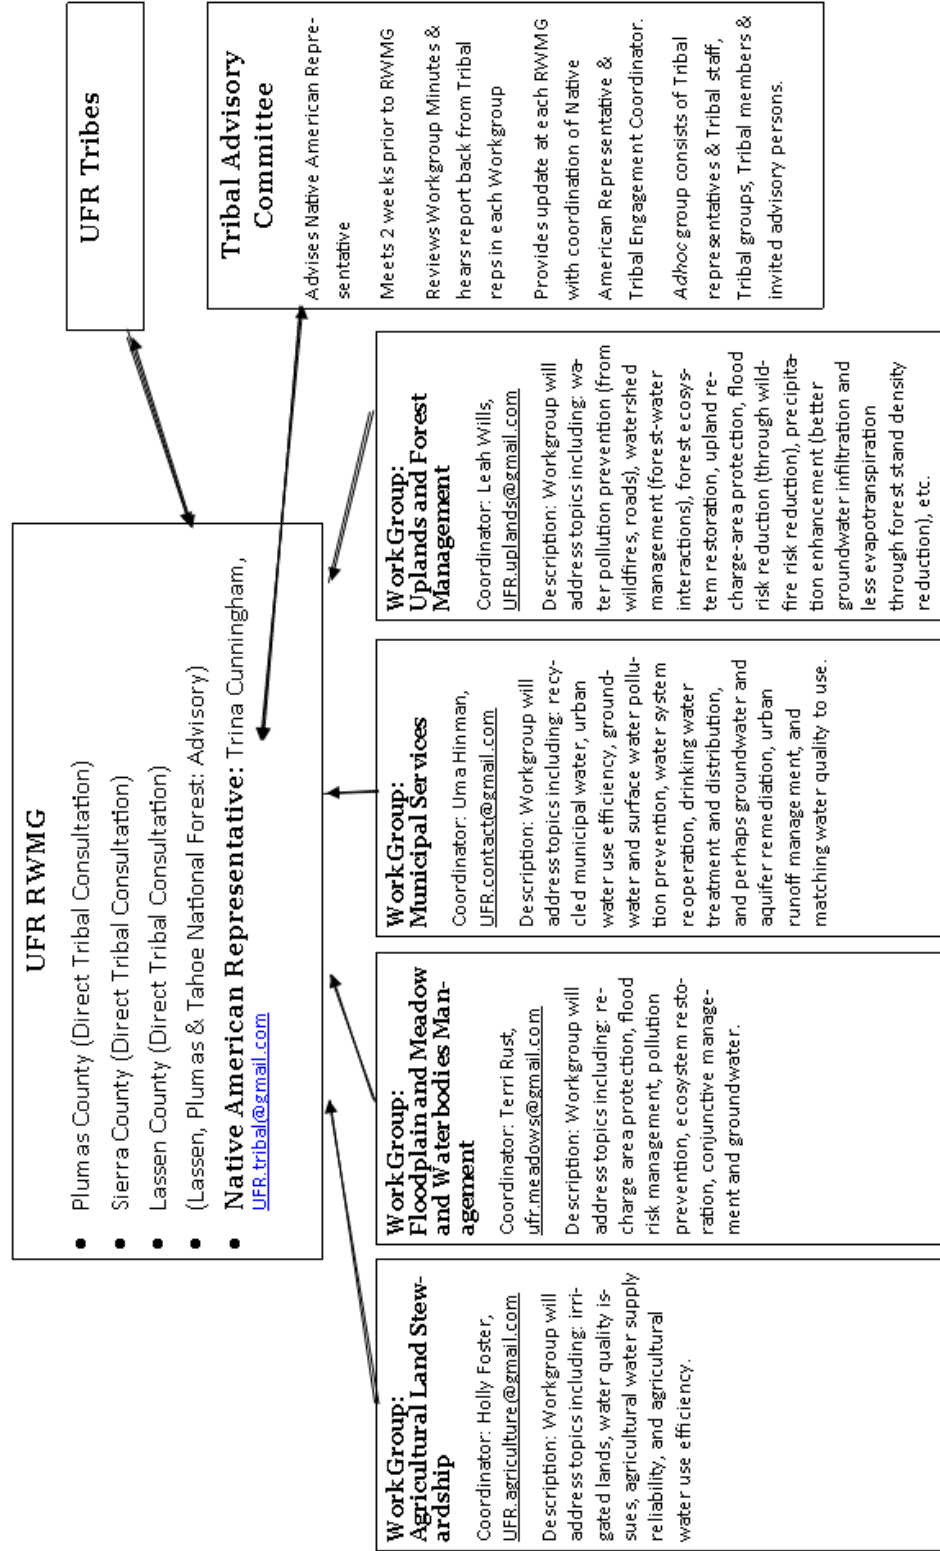 UFR RWMG
Plumas County (Direct Tribal Consultation)
Sierra County (Direct Tribal Consultation)
Lassen County (Direct Tribal Consultation)
(Lassen, Plumas & Tahoe National Forest: Advisory)
Native American Representative: Trina Cunningham,
UFR.tribal@gmail.com
UFR Tribes
Tribal Advisory
Committee
Advises Native American Repre-
sentative
Meets 2 weeks prior to RWMG
Reviews Workgroup Minutes &
hears report back from Tribal
reps in each Workgroup
Provides update at each RWMG
with coordination of Native
American Representative &
Tribal Engagement Coordinator.
Adhoc group consists of Tribal
representatives & Tribal staff,
Tribal groups, Tribal members &
invited advisory persons.
WorkGroup:
Agricultural Land Stew-
ardship
Coordinator: Holly Foster,
UFR.agriculture@gmail.com
Description: Workgroup will
address topics including: irri-
gated lands, water quality is-
sues, agricultural water supply
reliability, and agricultural
water use efficiency.
WorkGroup:
Floodplain and Meadow
and Waterbodies Man-
agement
Coordinator: Terri Rust,
ufr.meadows@gmail.com
Description: Workgroup will
address topics including: re-
charge area protection, flood
risk management, pollution
prevention, ecosystem resto-
ration, conjunctive manage-
ment and groundwater.
WorkGroup:
Municipal Services
Coordinator: Uma Hinman,
UFR.contact@gmail.com
Description: Workgroup will
address topics including: recy-
cled municipal water, urban
water use efficiency, ground-
water and surface water pollu-
tion prevention, water system
reoperation, drinking water
treatment and distribution,
and perhaps groundwater and
aquifer remediation, urban
runoff management, and
matching water quality to use.
WorkGroup:
Uplands and Forest
Management
Coordinator: Leah Wills,
UFR.uplands@gmail.com
Description: Workgroup will
address topics including: wa-
ter pollution prevention (from
wildfires, roads), watershed
management (forest-water
interactions), forest ecosys-
tem restoration, upland re-
charge-area protection, flood
risk reduction (through wild-
fire risk reduction), precipita-
tion enhancement (better
groundwater infiltration and
less evapotranspiration
through forest stand density
reduction), etc.